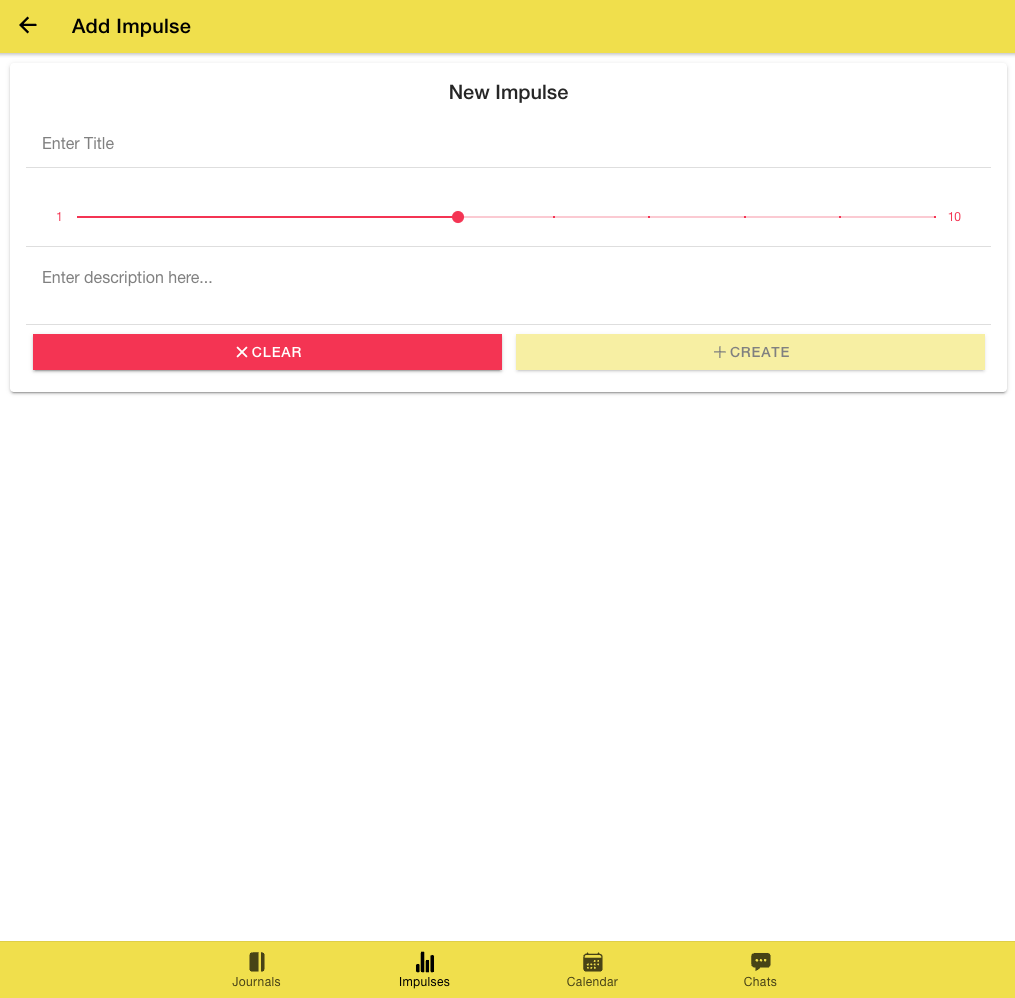 Add Impulse
New Impulse
Enter Title
1 10
Enter description here...
CLEAR CREATE
Journals Impulses Calendar Chats